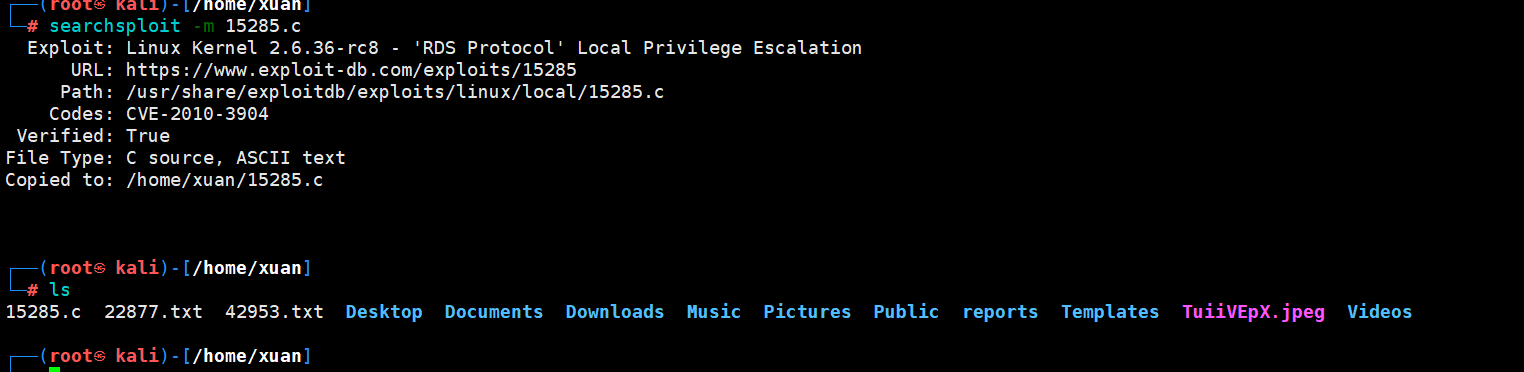 ┌──(root㉿ kali)-[/home/xuan]
└─# searchsploit -m 15285.c
  Exploit: Linux Kernel 2.6.36-rc8 - 'RDS Protocol' Local Privilege Escalation
      URL: https://www.exploit-db.com/exploits/15285
     Path: /usr/share/exploitdb/exploits/linux/local/15285.c
    Codes: CVE-2010-3904
 Verified: True
File Type: C source, ASCII text
Copied to: /home/xuan/15285.c
┌──(root㉿ kali)-[/home/xuan]
└─# ls
15285.c  22877.txt  42953.txt  Desktop  Documents  Downloads  Music  Pictures  Public  reports  Templates  TuiiVEpX.jpeg  Videos
┌──(root㉿ kali)-[/home/xuan]